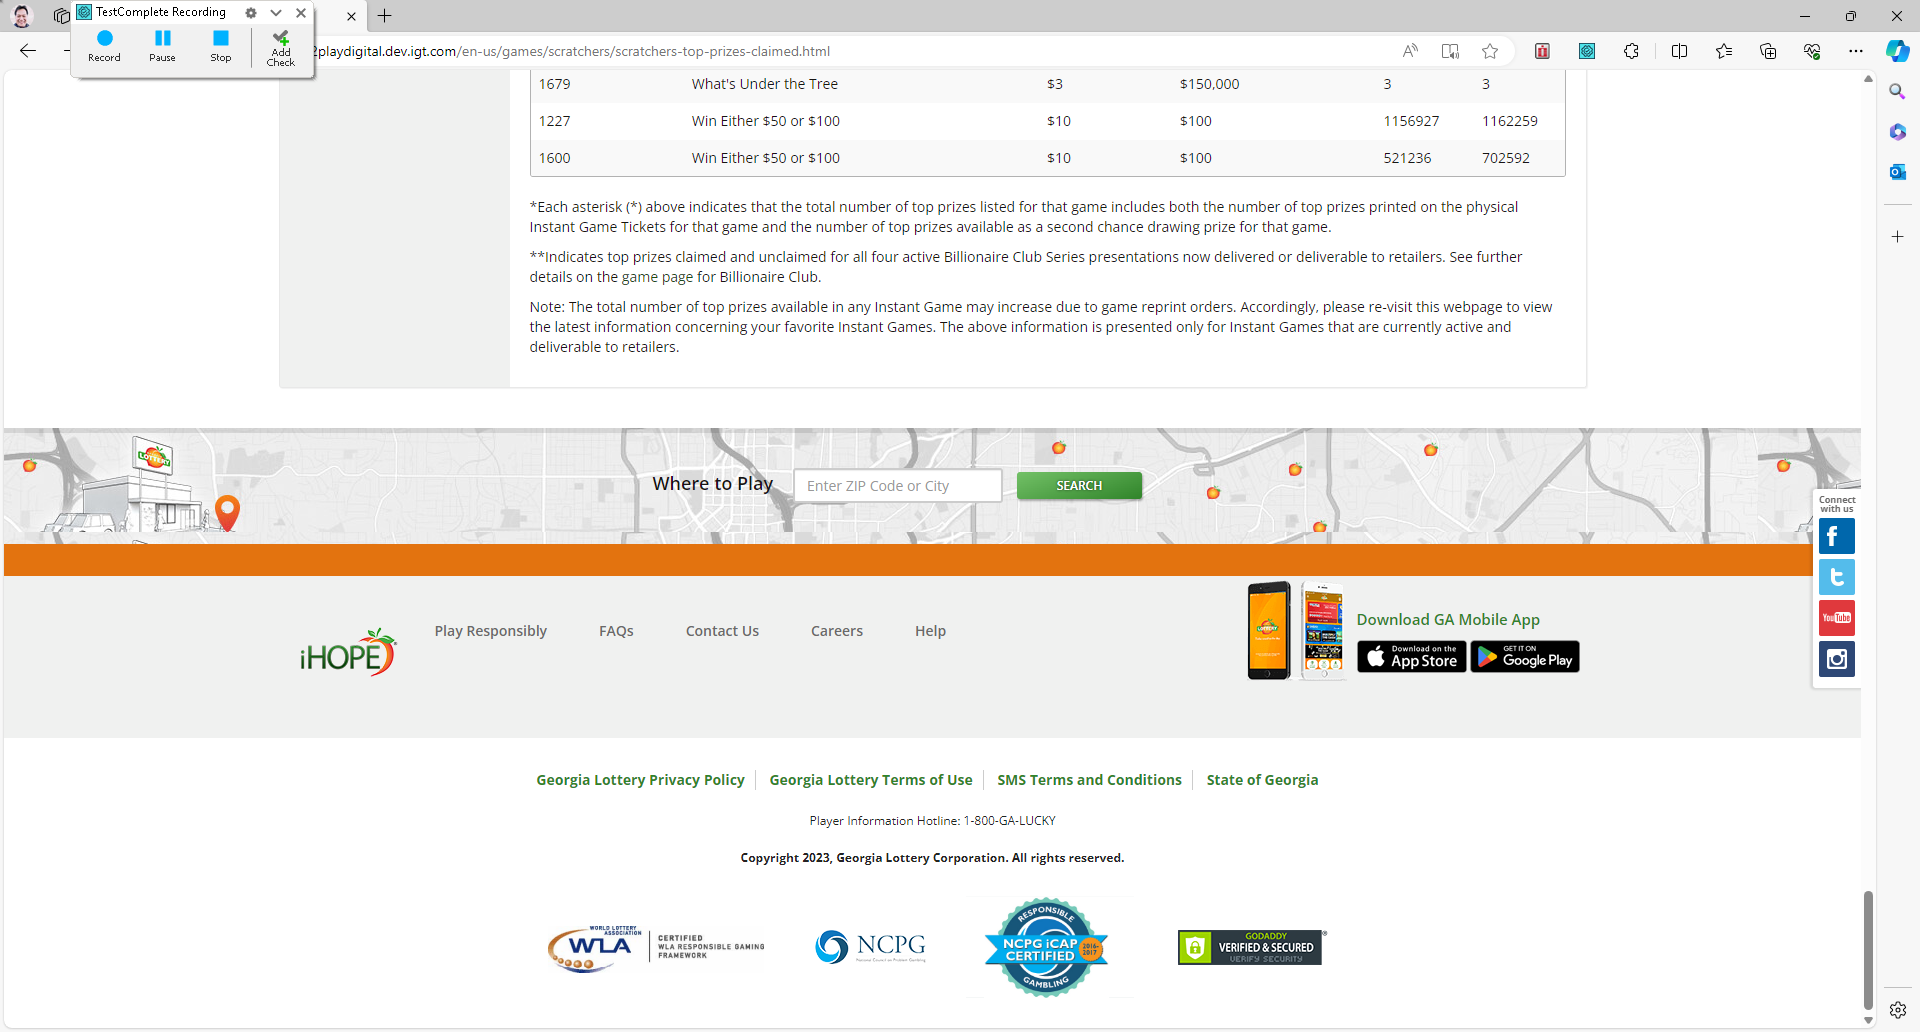 TestComplete Recording
Record
Pause
Stop
Add
Check
2playdigital.dev.igt.com/en-us/games/scratchers/scratchers-top-prizes-claimed.html
1679 What's Under the Tree $3 $150,000 3 3
1227 Win Either $50 or $100 $10 $100 1156927 1162259
1600 Win Either $50 or $100 $10 $100 521236 702592
*Each asterisk (*) above indicates that the total number of top prizes listed for that game includes both the number of top prizes printed on the physical
Instant Game Tickets for that game and the number of top prizes available as a second chance drawing prize for that game.
**Indicates top prizes claimed and unclaimed for all four active Billionaire Club Series presentations now delivered or deliverable to retailers. See further
details on the game page for Billionaire Club.
Note: The total number of top prizes available in any Instant Game may increase due to game reprint orders. Accordingly, please re-visit this webpage to view
the latest information concerning your favorite Instant Games. The above information is presented only for Instant Games that are currently active and
deliverable to retailers.
LOTTERY
Where to Play
Enter ZIP Code or City
SEARCH
Connect
with us
YouTube
iHOPE
Play Responsibly
FAQs
Contact Us
Careers
Help
Download GA Mobile App
Download on the
App Store
GET IT ON
Google Play
Georgia Lottery Privacy Policy
Georgia Lottery Terms of Use
SMS Terms and Conditions
State of Georgia
Player Information Hotline: 1-800-GA-LUCKY
Copyright 2023, Georgia Lottery Corporation. All rights reserved.
WORLD LOTTERY
ASSOCIATION
WLA
CERTIFIED
WLA RESPONSIBLE GAMING
FRAMEWORK
NCPG
National Council on Problem Gambling
RESPONSIBLE
NCPG iCAP
CERTIFIED
2016-
2017
GAMBLING
GODADDY
VERIFIED & SECURED
VERIFY SECURITY